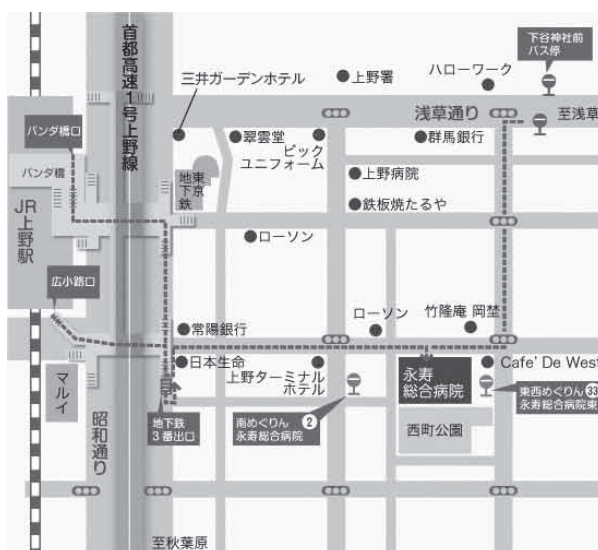 首都高速1号上野線
下谷神社前
バス停
三井ガーデンホテル
上野署
ハローワーク
浅草通り
至浅草
パンダ橋口
翠雲堂
ビック
ユニフォーム
群馬銀行
パンダ橋
地下鉄
東京
上野病院
鉄板焼たるや
JR上野駅
ローソン
広小路口
常陽銀行
ローソン
竹隆庵 岡埜
日本生命
上野ターミナル
ホテル
永寿
総合病院
Cafe' De West
マルイ
昭和通り
地下鉄
3番出口
南めぐりん ②
永寿総合病院
東西めぐりん ㉝
永寿総合病院東
西町公園
至秋葉原